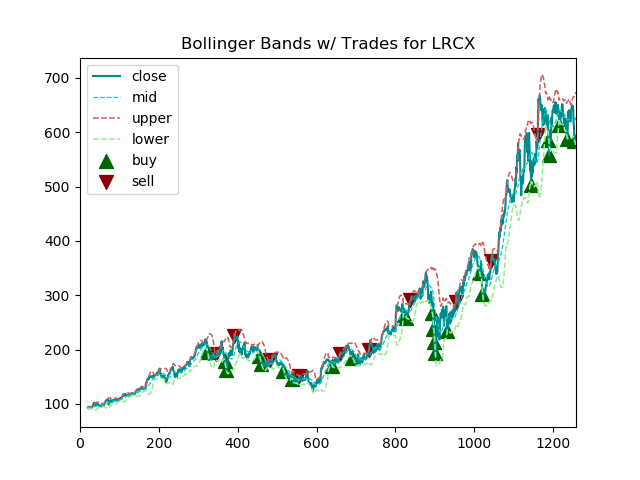 Bollinger Bands w/ Trades for LRCX
close
mid
upper
lower
buy
sell
700
600
500
400
300
200
100
0 200 400 600 800 1000 1200